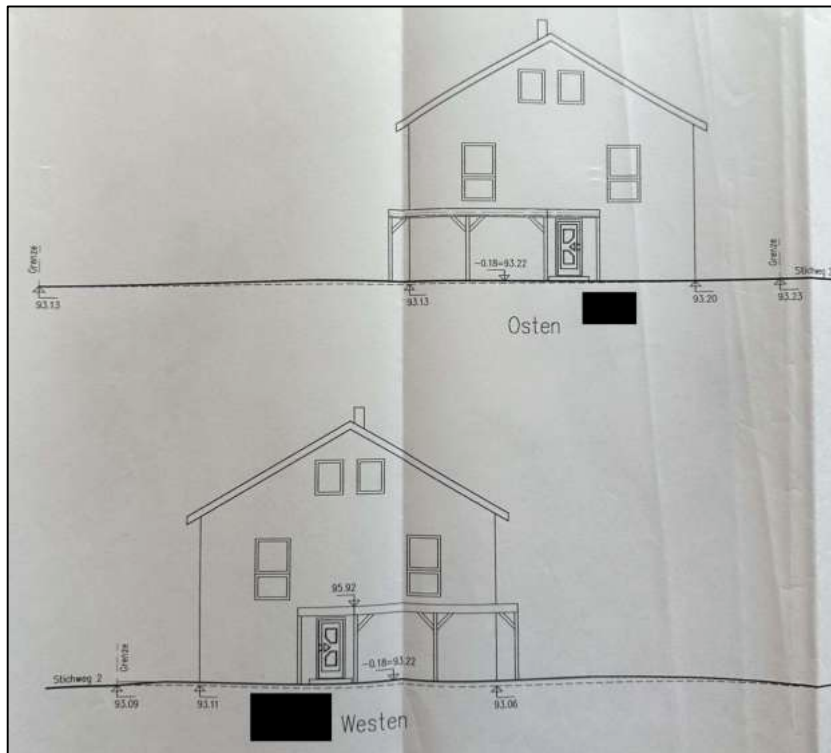 Grenze
-0.18=93.22
Grenze
Stichweg 2
93.13
93.13
93.20
93.23
Osten
95.92
Grenze
Stichweg 2
-0.18=93.22
93.09
93.11
93.06
Westen